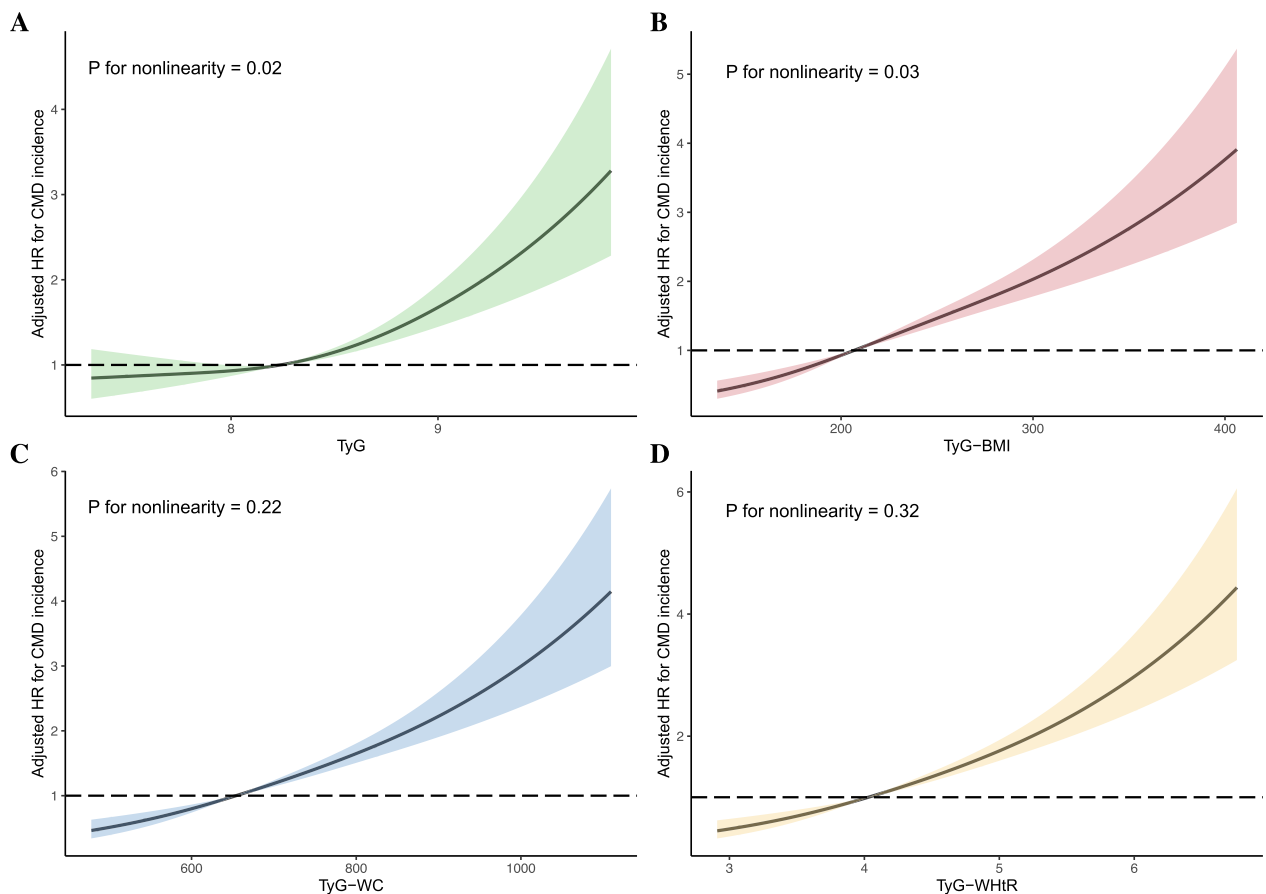 A
P for nonlinearity = 0.02
Adjusted HR for CMD incidence
4
3
2
1
8
9
TyG
B
P for nonlinearity = 0.03
Adjusted HR for CMD incidence
5
4
3
2
1
200
300
400
TyG−BMI
C
P for nonlinearity = 0.22
Adjusted HR for CMD incidence
6
5
4
3
2
1
600
800
1000
TyG−WC
D
P for nonlinearity = 0.32
Adjusted HR for CMD incidence
6
4
2
3
4
5
6
TyG−WHtR